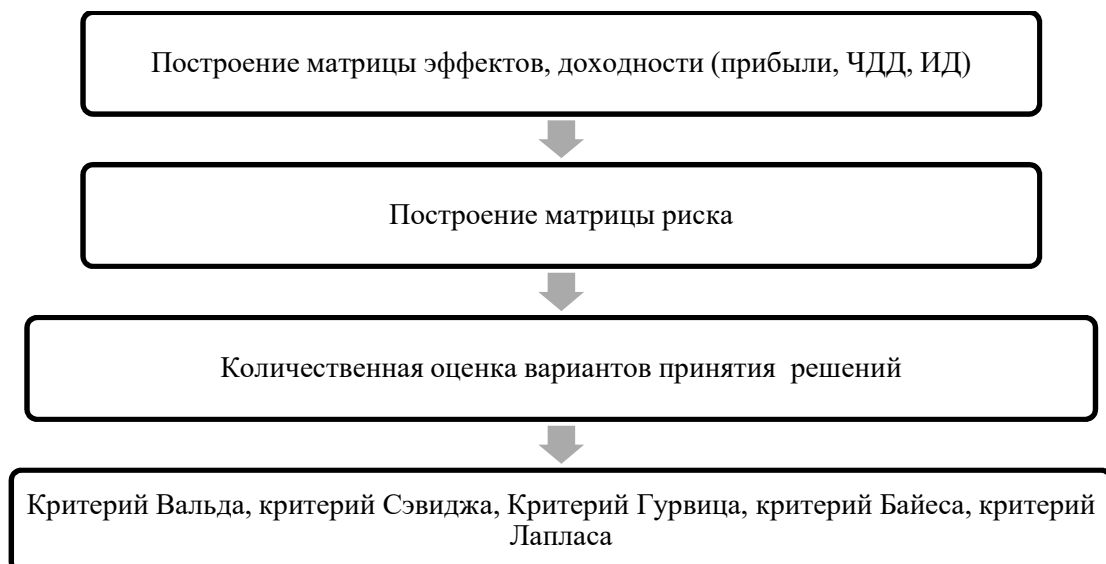 Построение матрицы эффектов, доходности (прибыли, ЧДД, ИД)
Построение матрицы риска
Количественная оценка вариантов принятия решений
Критерий Вальда, критерий Сэвиджа, Критерий Гурвица, критерий Байеса, критерий
Лапласа